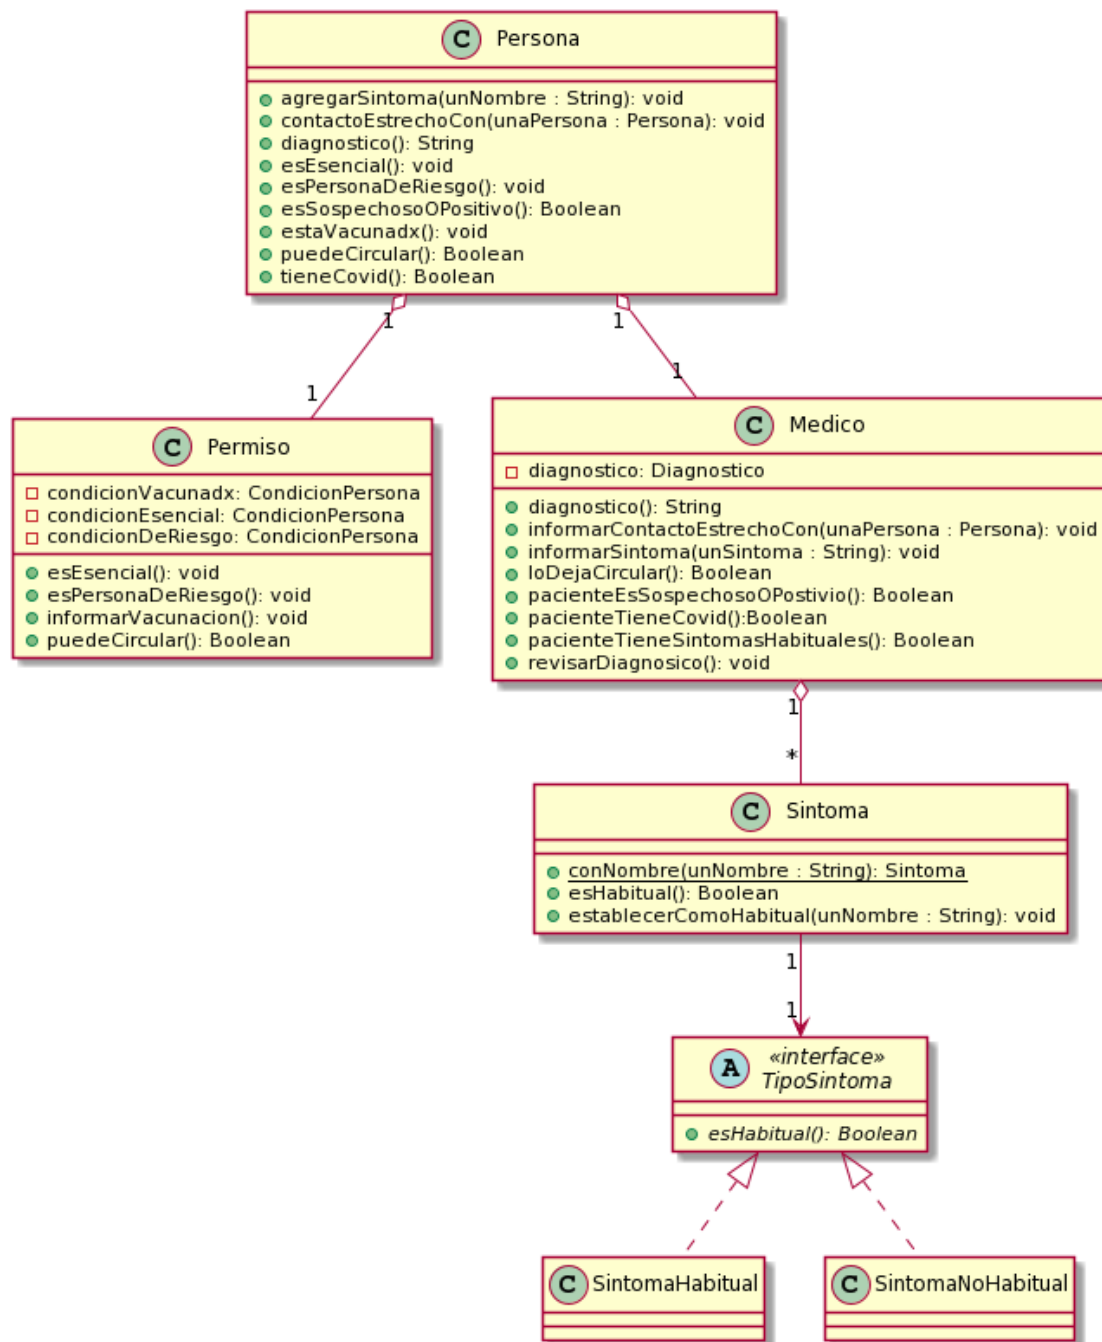 C Persona
agregarSintoma(unNombre : String): void
contactoEstrechoCon(unaPersona : Persona): void
diagnostico(): String
esEsencial(): void
esPersonaDeRiesgo(): void
esSospechosoOPositivo(): Boolean
estaVacunadx(): void
puedeCircular(): Boolean
tieneCovid(): Boolean
1
1
1
1
C Permiso
condicionVacunadx: CondicionPersona
condicionEsencial: CondicionPersona
condicionDeRiesgo: CondicionPersona
esEsencial(): void
esPersonaDeRiesgo(): void
informarVacunacion(): void
puedeCircular(): Boolean
C Medico
diagnostico: Diagnostico
diagnostico(): String
informarContactoEstrechoCon(unaPersona : Persona): void
informarSintoma(unSintoma : String): void
loDejaCircular(): Boolean
pacienteEsSospechosoOPostivio(): Boolean
pacienteTieneCovid():Boolean
pacienteTieneSintomasHabituales(): Boolean
revisarDiagnosico(): void
1
*
C Sintoma
conNombre(unNombre : String): Sintoma
esHabitual(): Boolean
establecerComoHabitual(unNombre : String): void
1
1
A «interface»
TipoSintoma
esHabitual(): Boolean
C SintomaHabitual
C SintomaNoHabitual